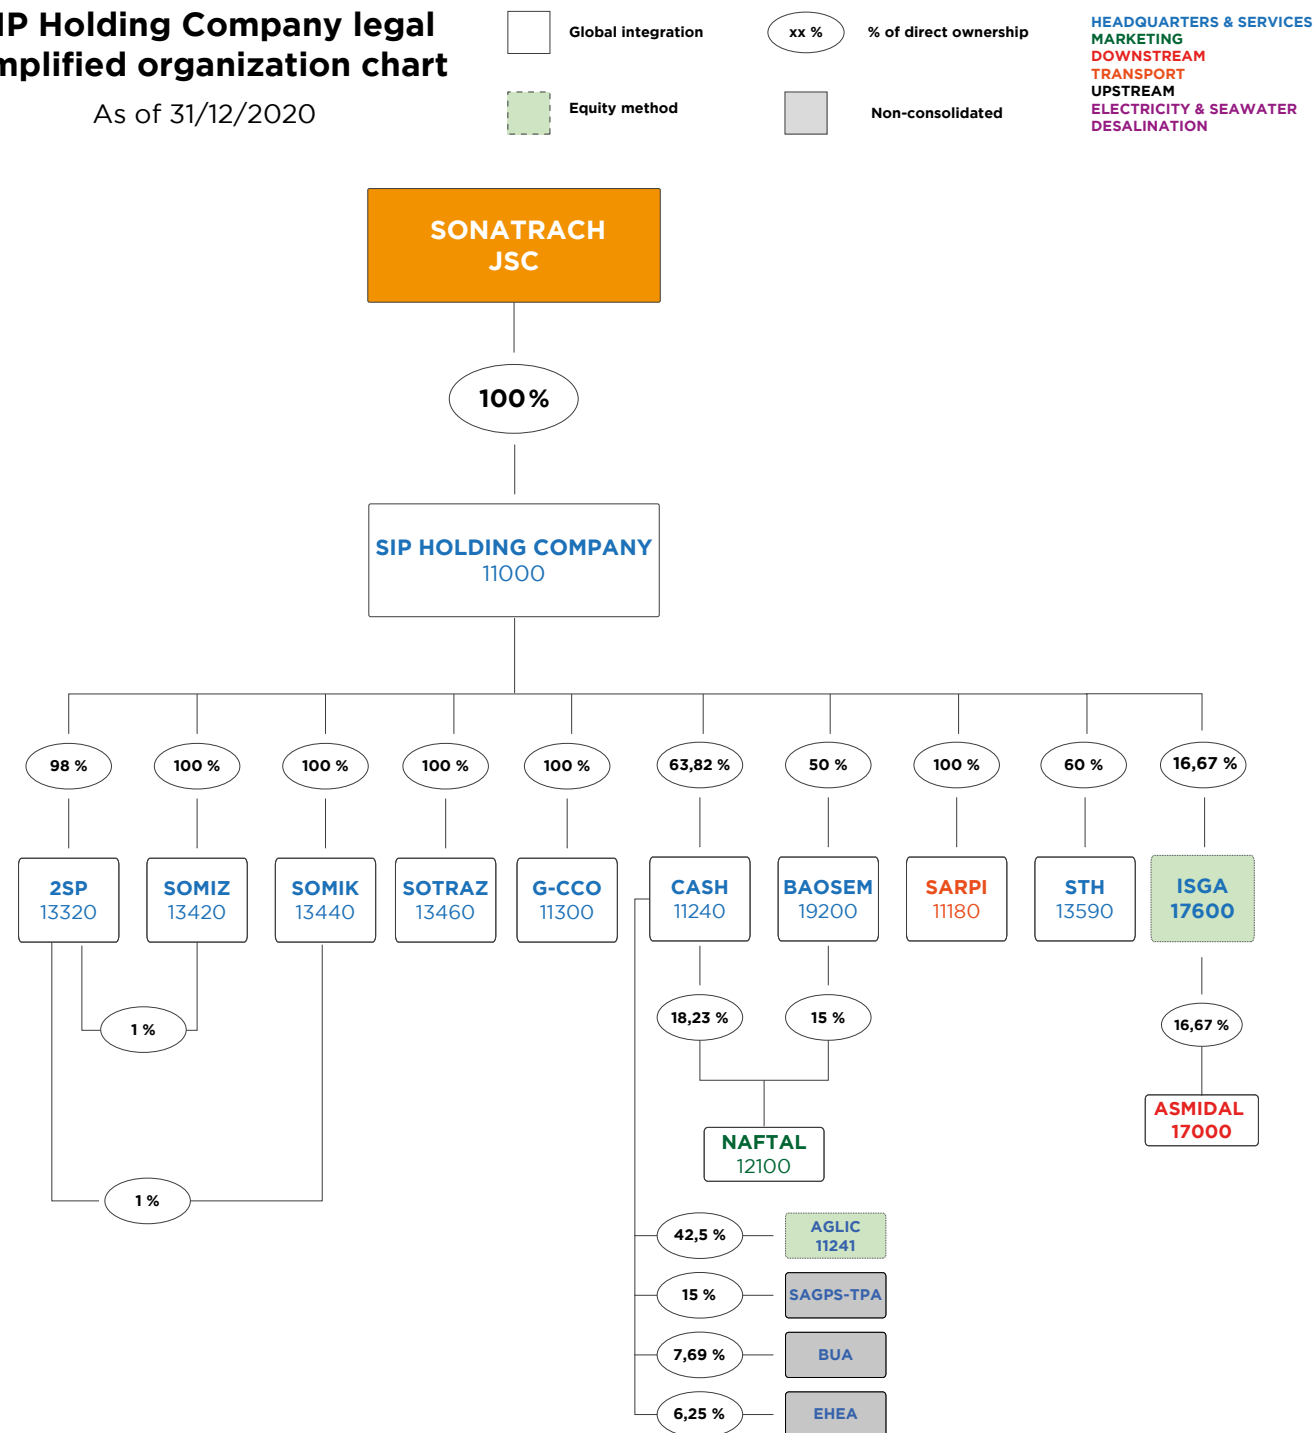 IP Holding Company legal
mplified organization chart
As of 31/12/2020
Global integration
xx %
% of direct ownership
Equity method
Non-consolidated
HEADQUARTERS & SERVICES
MARKETING
DOWNSTREAM
TRANSPORT
UPSTREAM
ELECTRICITY & SEAWATER
DESALINATION
SONATRACH
JSC
100%
SIP HOLDING COMPANY
11000
98 %
100 %
100 %
100 %
100 %
63,82 %
50 %
100 %
60 %
16,67 %
2SP
13320
SOMIZ
13420
SOMIK
13440
SOTRAZ
13460
G-CCO
11300
CASH
11240
BAOSEM
19200
SARPI
11180
STH
13590
ISGA
17600
1 %
18,23 %
15 %
16,67 %
ASMIDAL
17000
NAFTAL
12100
1 %
42,5 %
AGLIC
11241
15 %
SAGPS-TPA
7,69 %
BUA
6,25 %
EHEA